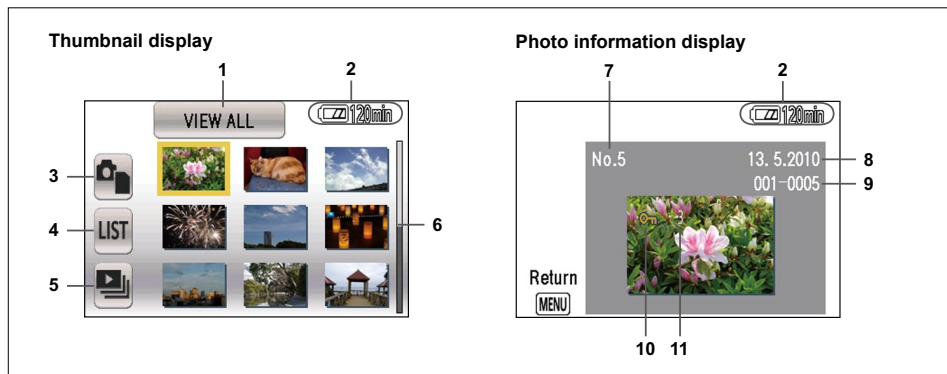 Thumbnail display
1
2
VIEW ALL
120min
3
4
LIST
5
6
Photo information display
7
2
120min
No.5
13. 5.2010
8
001-0005
9
3
Return
MENU
10
11